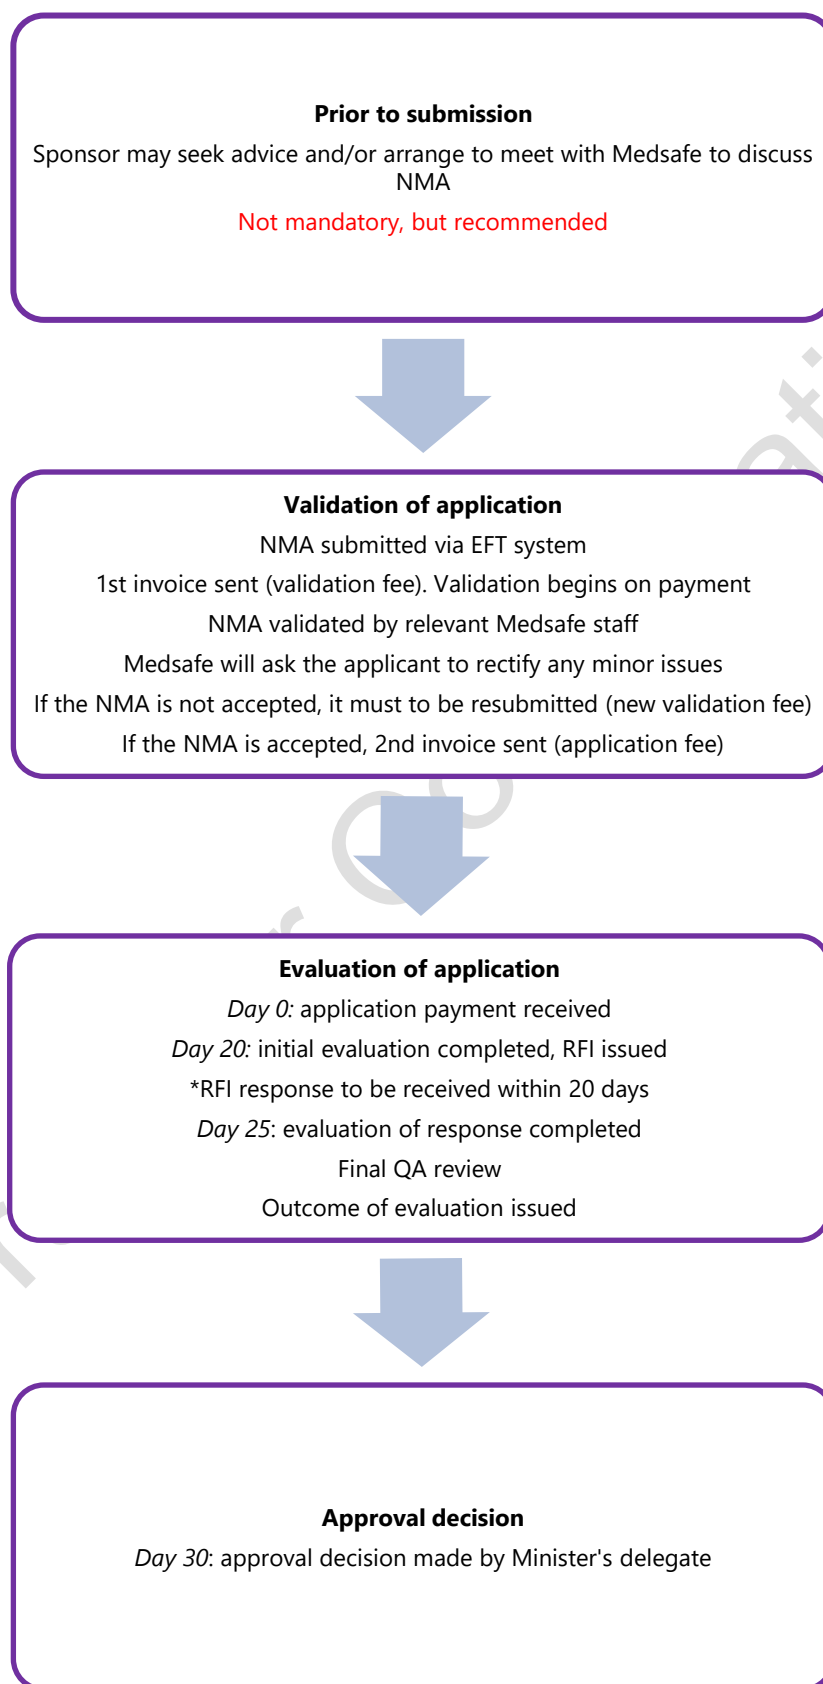 Prior to submission
Sponsor may seek advice and/or arrange to meet with Medsafe to discuss
NMA
Not mandatory, but recommended
Validation of application
NMA submitted via EFT system
1st invoice sent (validation fee). Validation begins on payment
NMA validated by relevant Medsafe staff
Medsafe will ask the applicant to rectify any minor issues
If the NMA is not accepted, it must to be resubmitted (new validation fee)
If the NMA is accepted, 2nd invoice sent (application fee)
Evaluation of application
Day 0: application payment received
Day 20: initial evaluation completed, RFI issued
*RFI response to be received within 20 days
Day 25: evaluation of response completed
Final QA review
Outcome of evaluation issued
Approval decision
Day 30: approval decision made by Minister's delegate